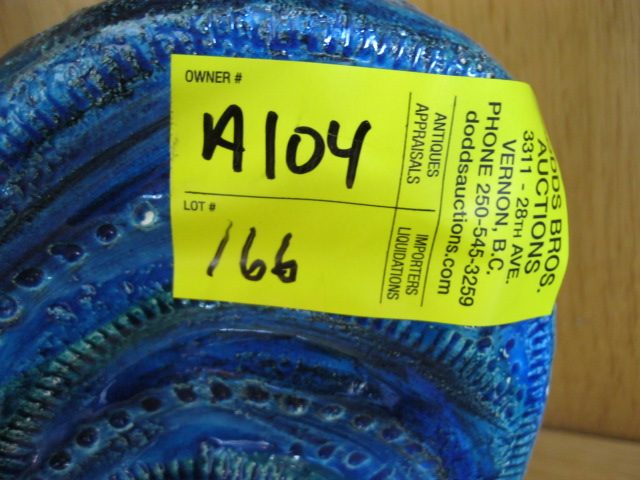 OWNER #
A104
LOT #
166
ANTIQUES
APPRAISALS
IMPORTERS
LIQUIDATIONS
DODDS BROS.
AUCTIONS
3311 - 28TH AVE.
VERNON, B.C.
PHONE 250-545-3259
doddsauctions.com